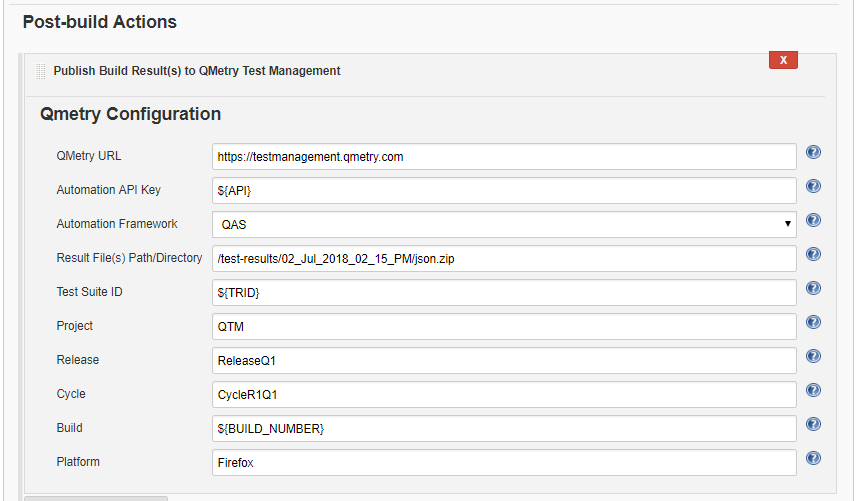 Post-build Actions
Publish Build Result(s) to QMetry Test Management
X
Qmetry Configuration
QMetry URL https://testmanagement.qmetry.com ?
Automation API Key ${API} ?
Automation Framework QAS ?
Result File(s) Path/Directory /test-results/02_Jul_2018_02_15_PM/json.zip ?
Test Suite ID ${TRID} ?
Project QTM ?
Release ReleaseQ1 ?
Cycle CycleR1Q1 ?
Build ${BUILD_NUMBER} ?
Platform Firefox ?